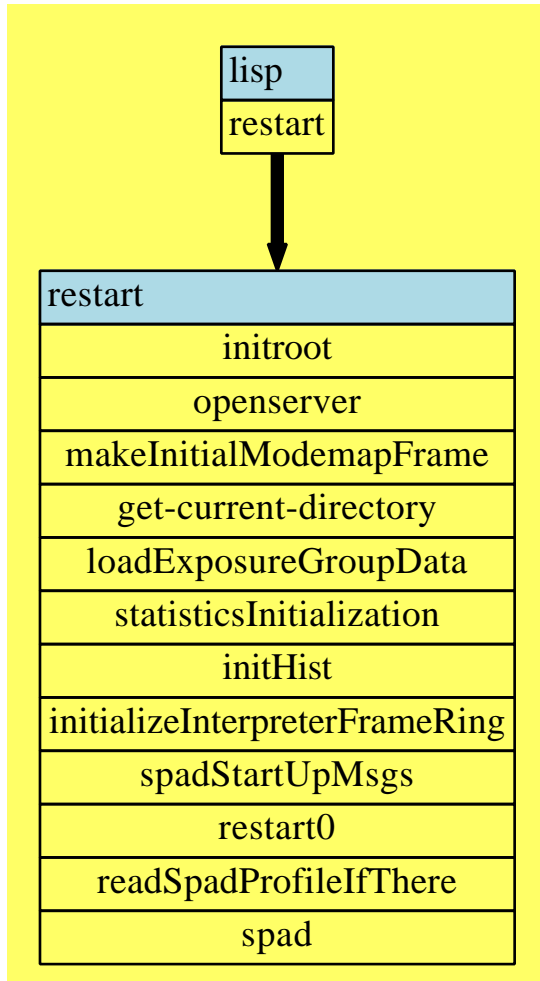 lisp
restart
restart
initroot
openserver
makeInitialModemapFrame
get-current-directory
loadExposureGroupData
statisticsInitialization
initHist
initializeInterpreterFrameRing
spadStartUpMsgs
restart0
readSpadProfileIfThere
spad